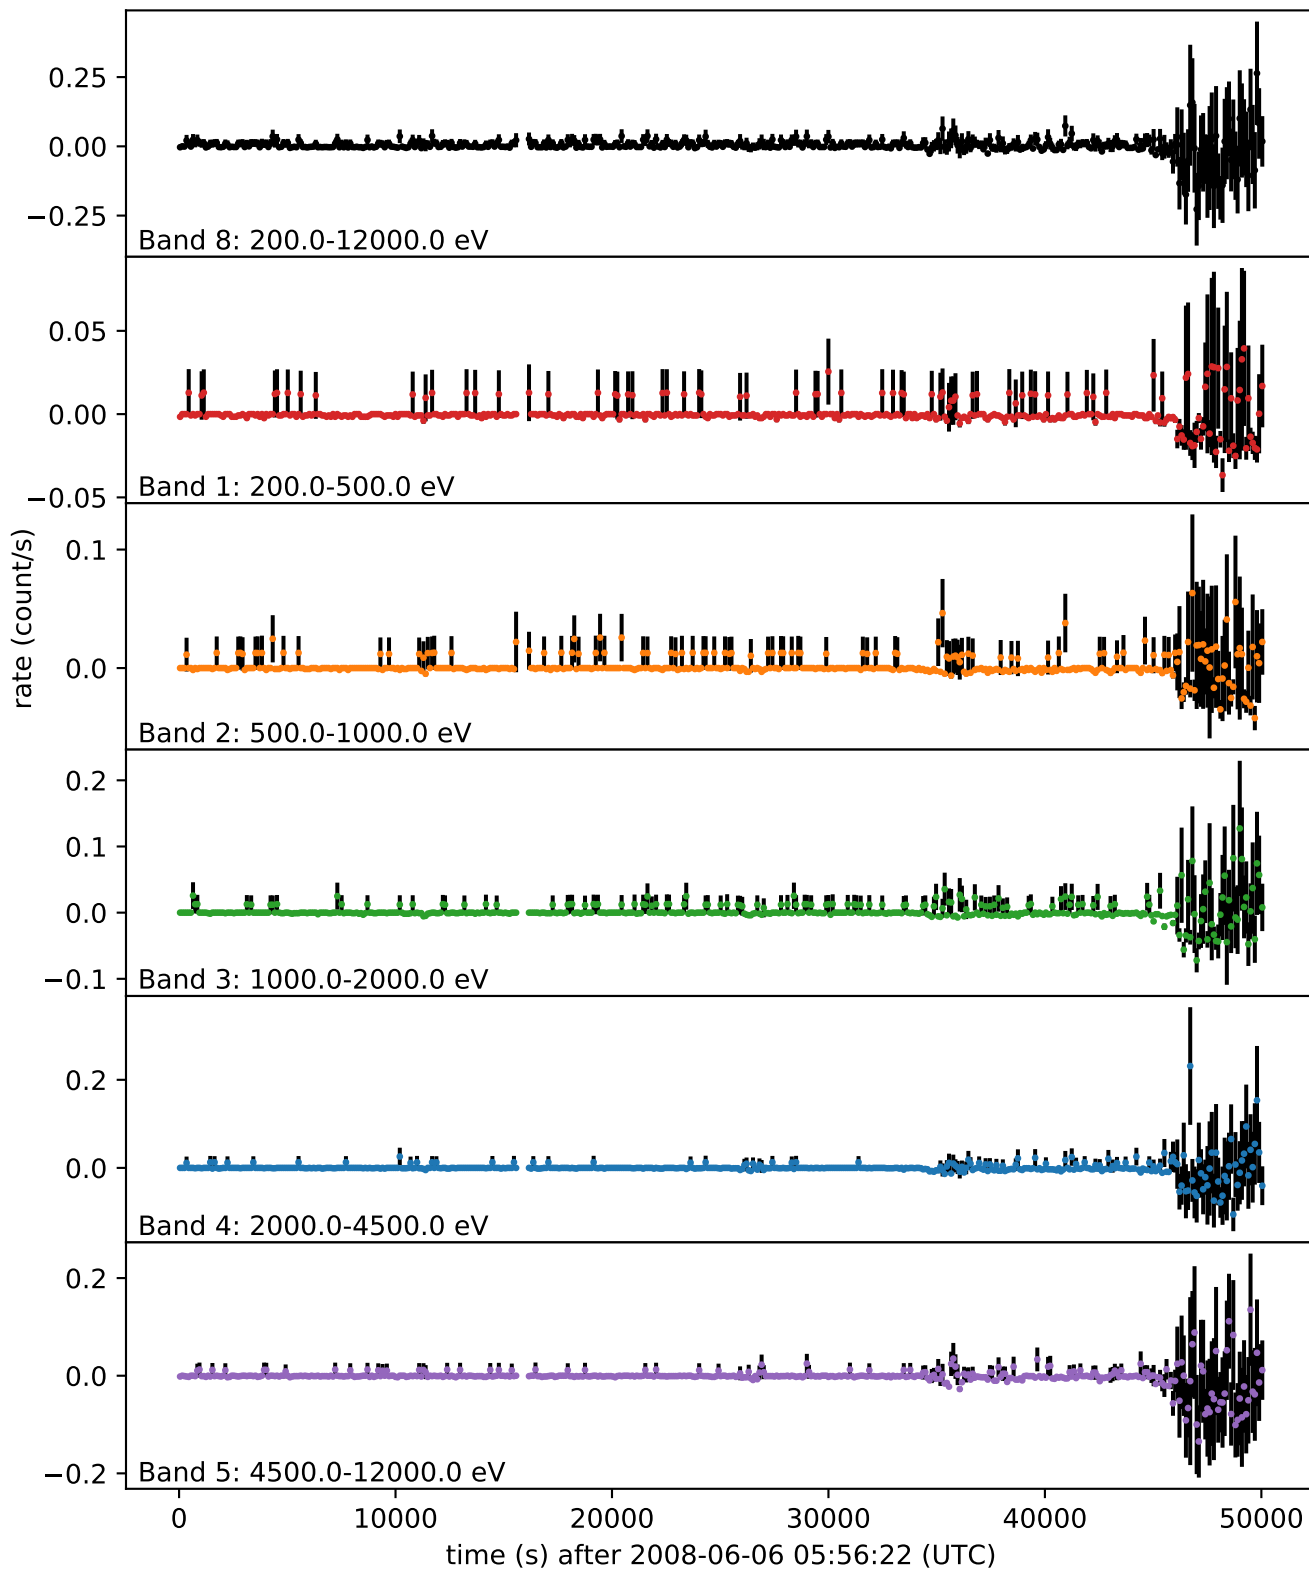 0.25
0.00
−0.25
Band 8: 200.0-12000.0 eV
0.05
0.00
−0.05
Band 1: 200.0-500.0 eV
0.1
0.0
Band 2: 500.0-1000.0 eV
rate (count/s)
0.2
0.1
0.0
−0.1
Band 3: 1000.0-2000.0 eV
0.2
0.0
Band 4: 2000.0-4500.0 eV
0.2
0.0
−0.2
Band 5: 4500.0-12000.0 eV
0 10000 20000 30000 40000 50000
time (s) after 2008-06-06 05:56:22 (UTC)